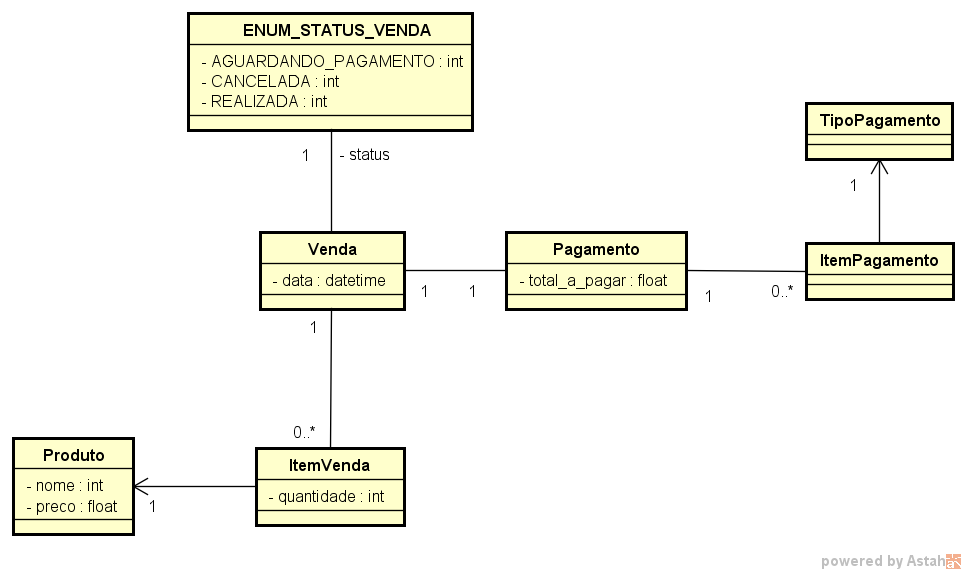 ENUM_STATUS_VENDA
- AGUARDANDO_PAGAMENTO : int
- CANCELADA : int
- REALIZADA : int
1
- status
TipoPagamento
1
Venda
- data : datetime
1
1
Pagamento
- total_a_pagar : float
1
0..*
ItemPagamento
1
0..*
Produto
- nome : int
- preco : float
1
ItemVenda
- quantidade : int
powered by Astah